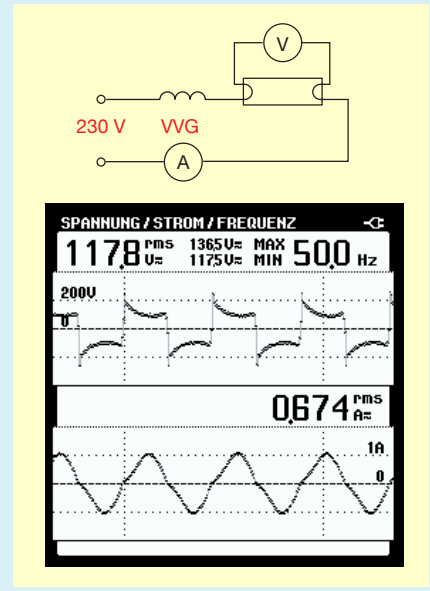 V
230 V VVG
A
SPANNUNG / STROM / FREQUENZ
117,8 rms V≂ 136,5 V≂ MAX 50,0 Hz
117,5 V≂ MIN
200V
0
0,674 rms A≂
1A
0